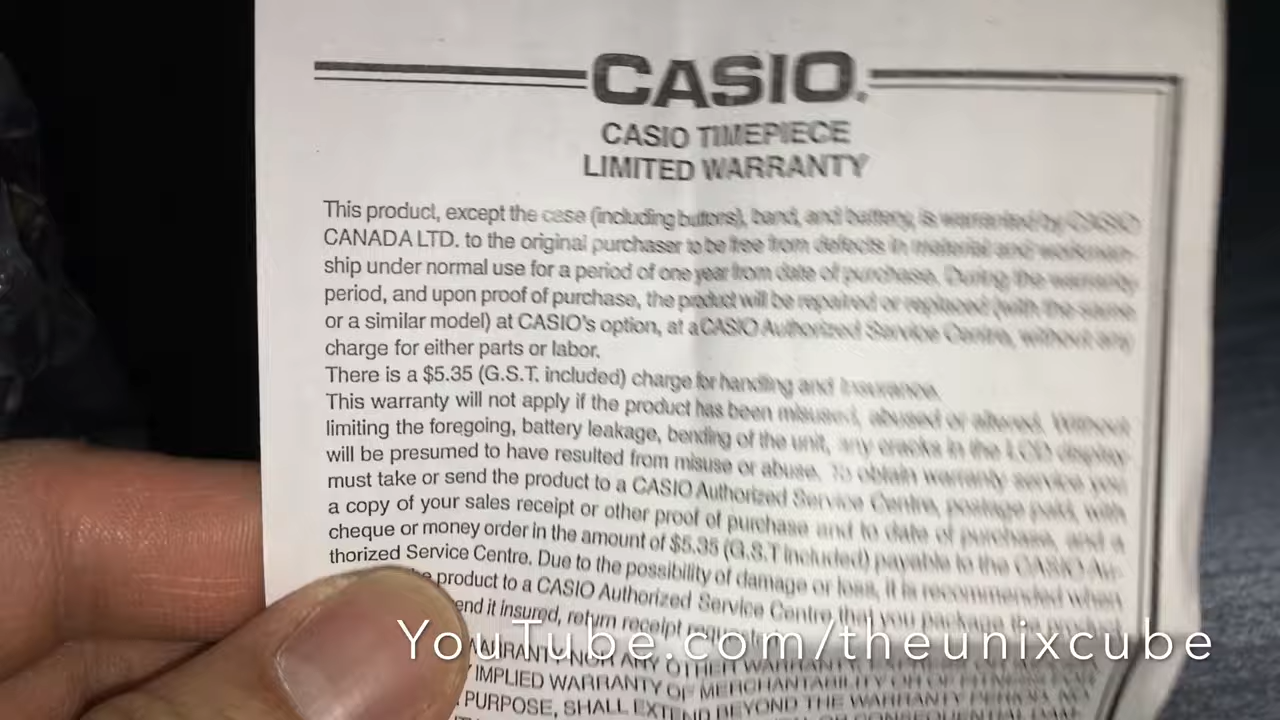 CASIO
CASIO TIMEPIECE
LIMITED WARRANTY
This product, except the case (including buttons), band, and battery, is warranted by CASIO
CANADA LTD. to the original purchaser to be free from defects in material and workman-
ship under normal use for a period of one year from date of purchase. During the warranty
period, and upon proof of purchase, the product will be repaired or replaced (with the same
or a similar model) at CASIO's option, at a CASIO Authorized Service Centre, without any
charge for either parts or labor.
There is a $5.35 (G.S.T. included) charge for handling and insurance.
This warranty will not apply if the product has been misused, abused or altered. Without
limiting the foregoing, battery leakage, bending of the unit, any cracks in the LCD display
will be presumed to have resulted from misuse or abuse. To obtain warranty service you
must take or send the product to a CASIO Authorized Service Centre, postage paid, with
a copy of your sales receipt or other proof of purchase and to date of purchase, and a
cheque or money order in the amount of $5.35 (G.S.T included) payable to the CASIO Au-
thorized Service Centre. Due to the possibility of damage or loss, it is recommended when
product to a CASIO Authorized Service Centre that you package the product
end it insured, return receipt
NOR ANY OTHER WARRANTY
IMPLIED WARRANTY OF MERCHANTABILITY OR
PURPOSE, SHALL EXTEND BEYOND THE WARRANTY PERIOD. NO
OR CONSEQUENTIAL DAM-
YouTube.com/theunixcube